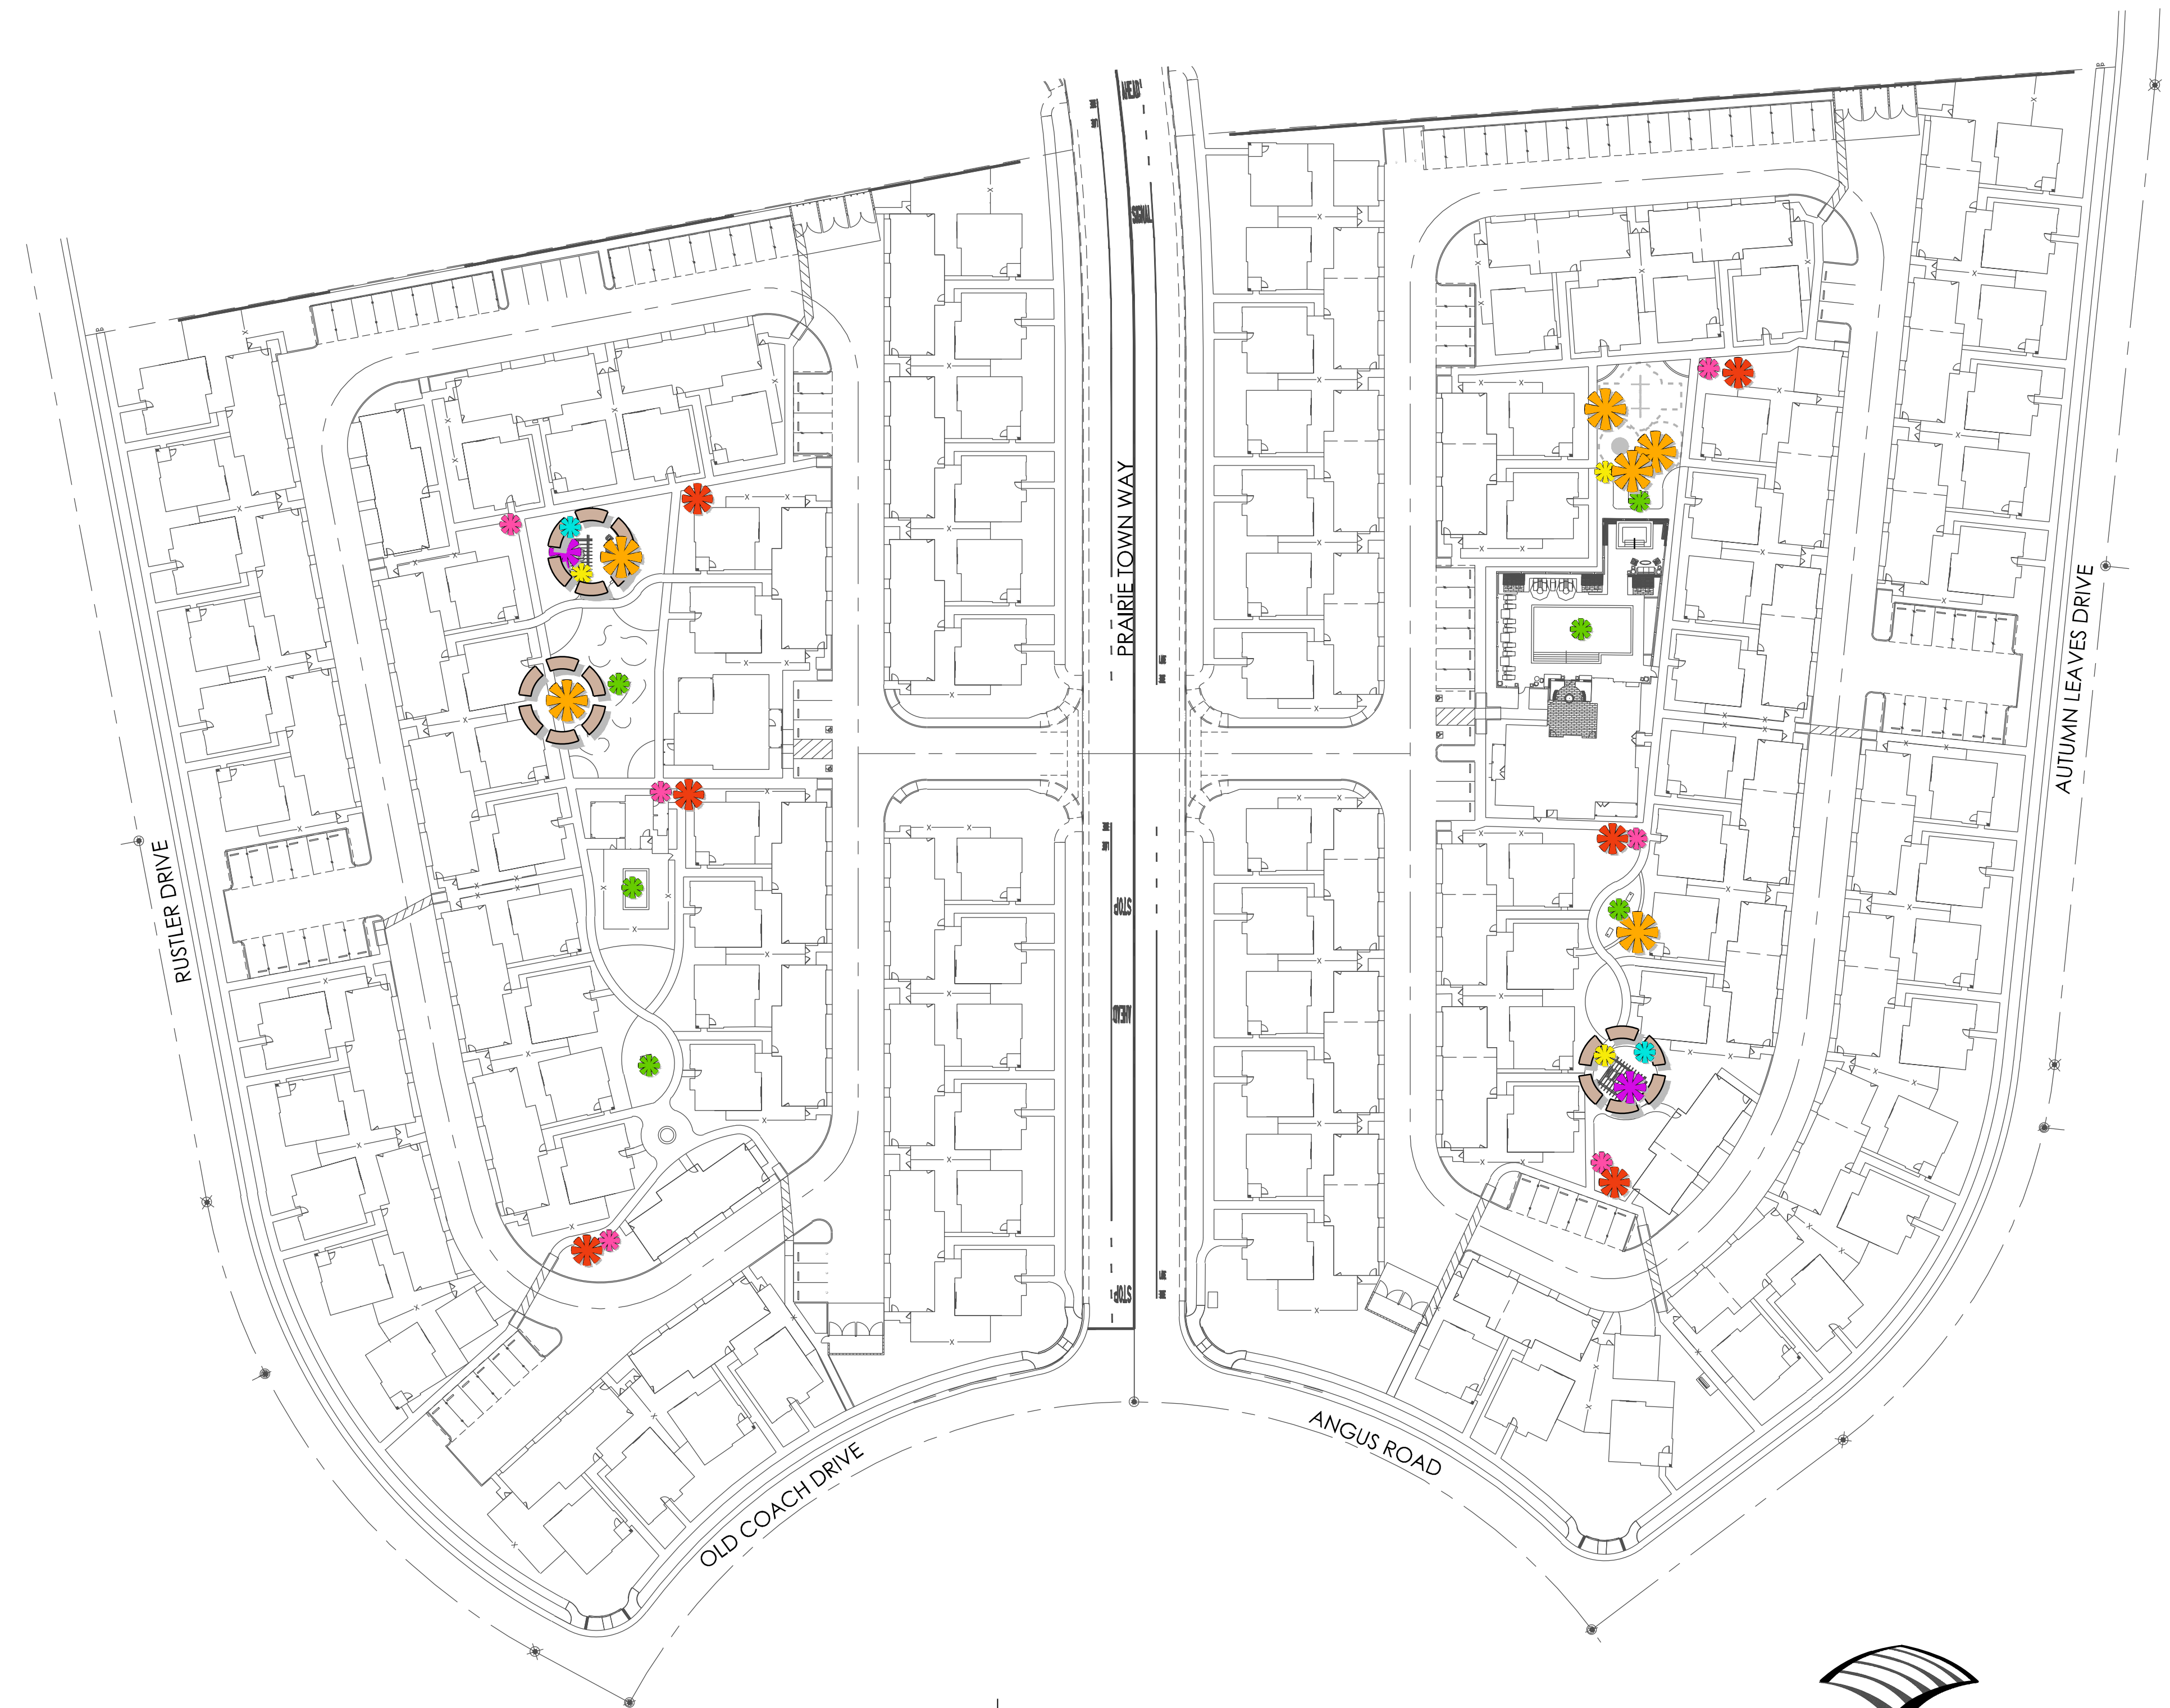 AHEAD
SIGNAL
PRAIRIE TOWN WAY
AUTUMN LEAVES DRIVE
RUSTLER DRIVE
STOP
AHEAD
STOP
ANGUS ROAD
OLD COACH DRIVE